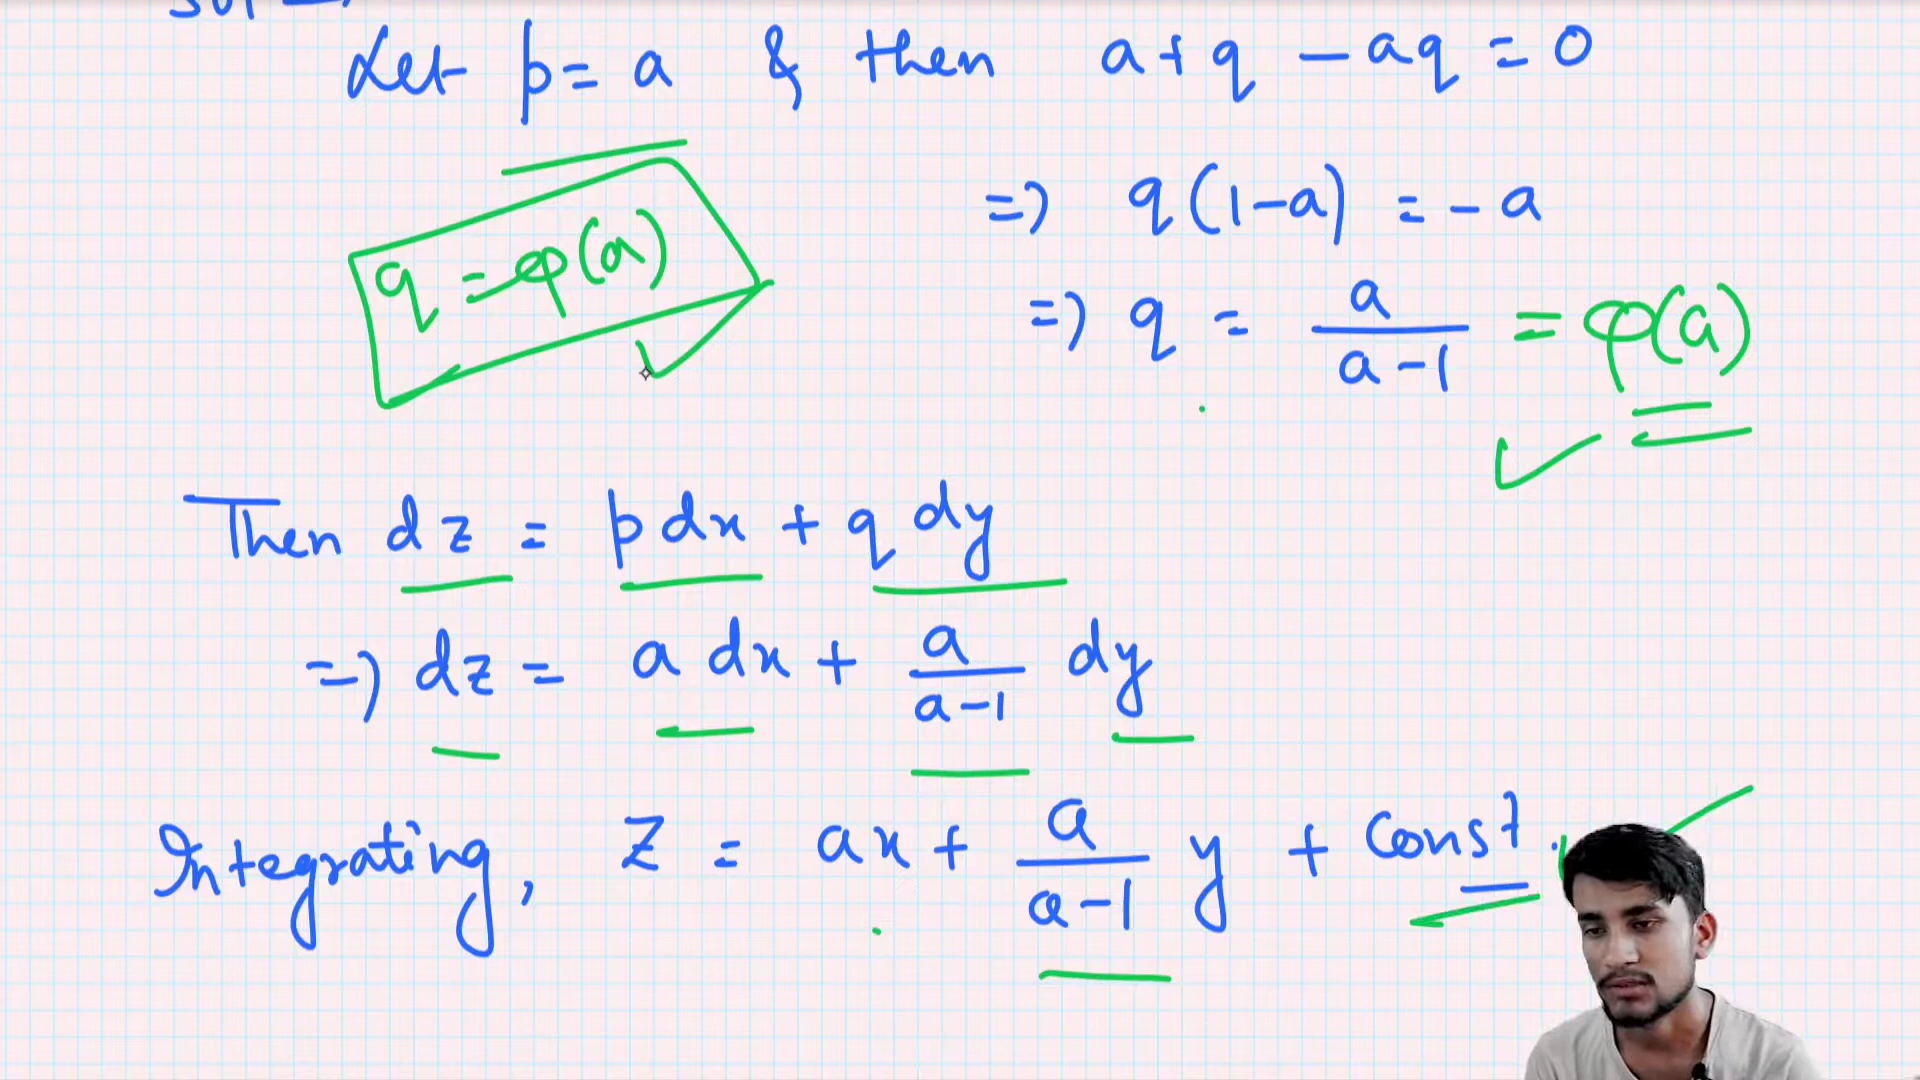 Let p = a & then a + q - aq = 0
=> q(1-a) = -a
q = φ(a)
=> q = a/(a-1) = φ(a)
Then dz = p dx + q dy
=> dz = a dx + a/(a-1) dy
Integrating, z = ax + a/(a-1) y + const.